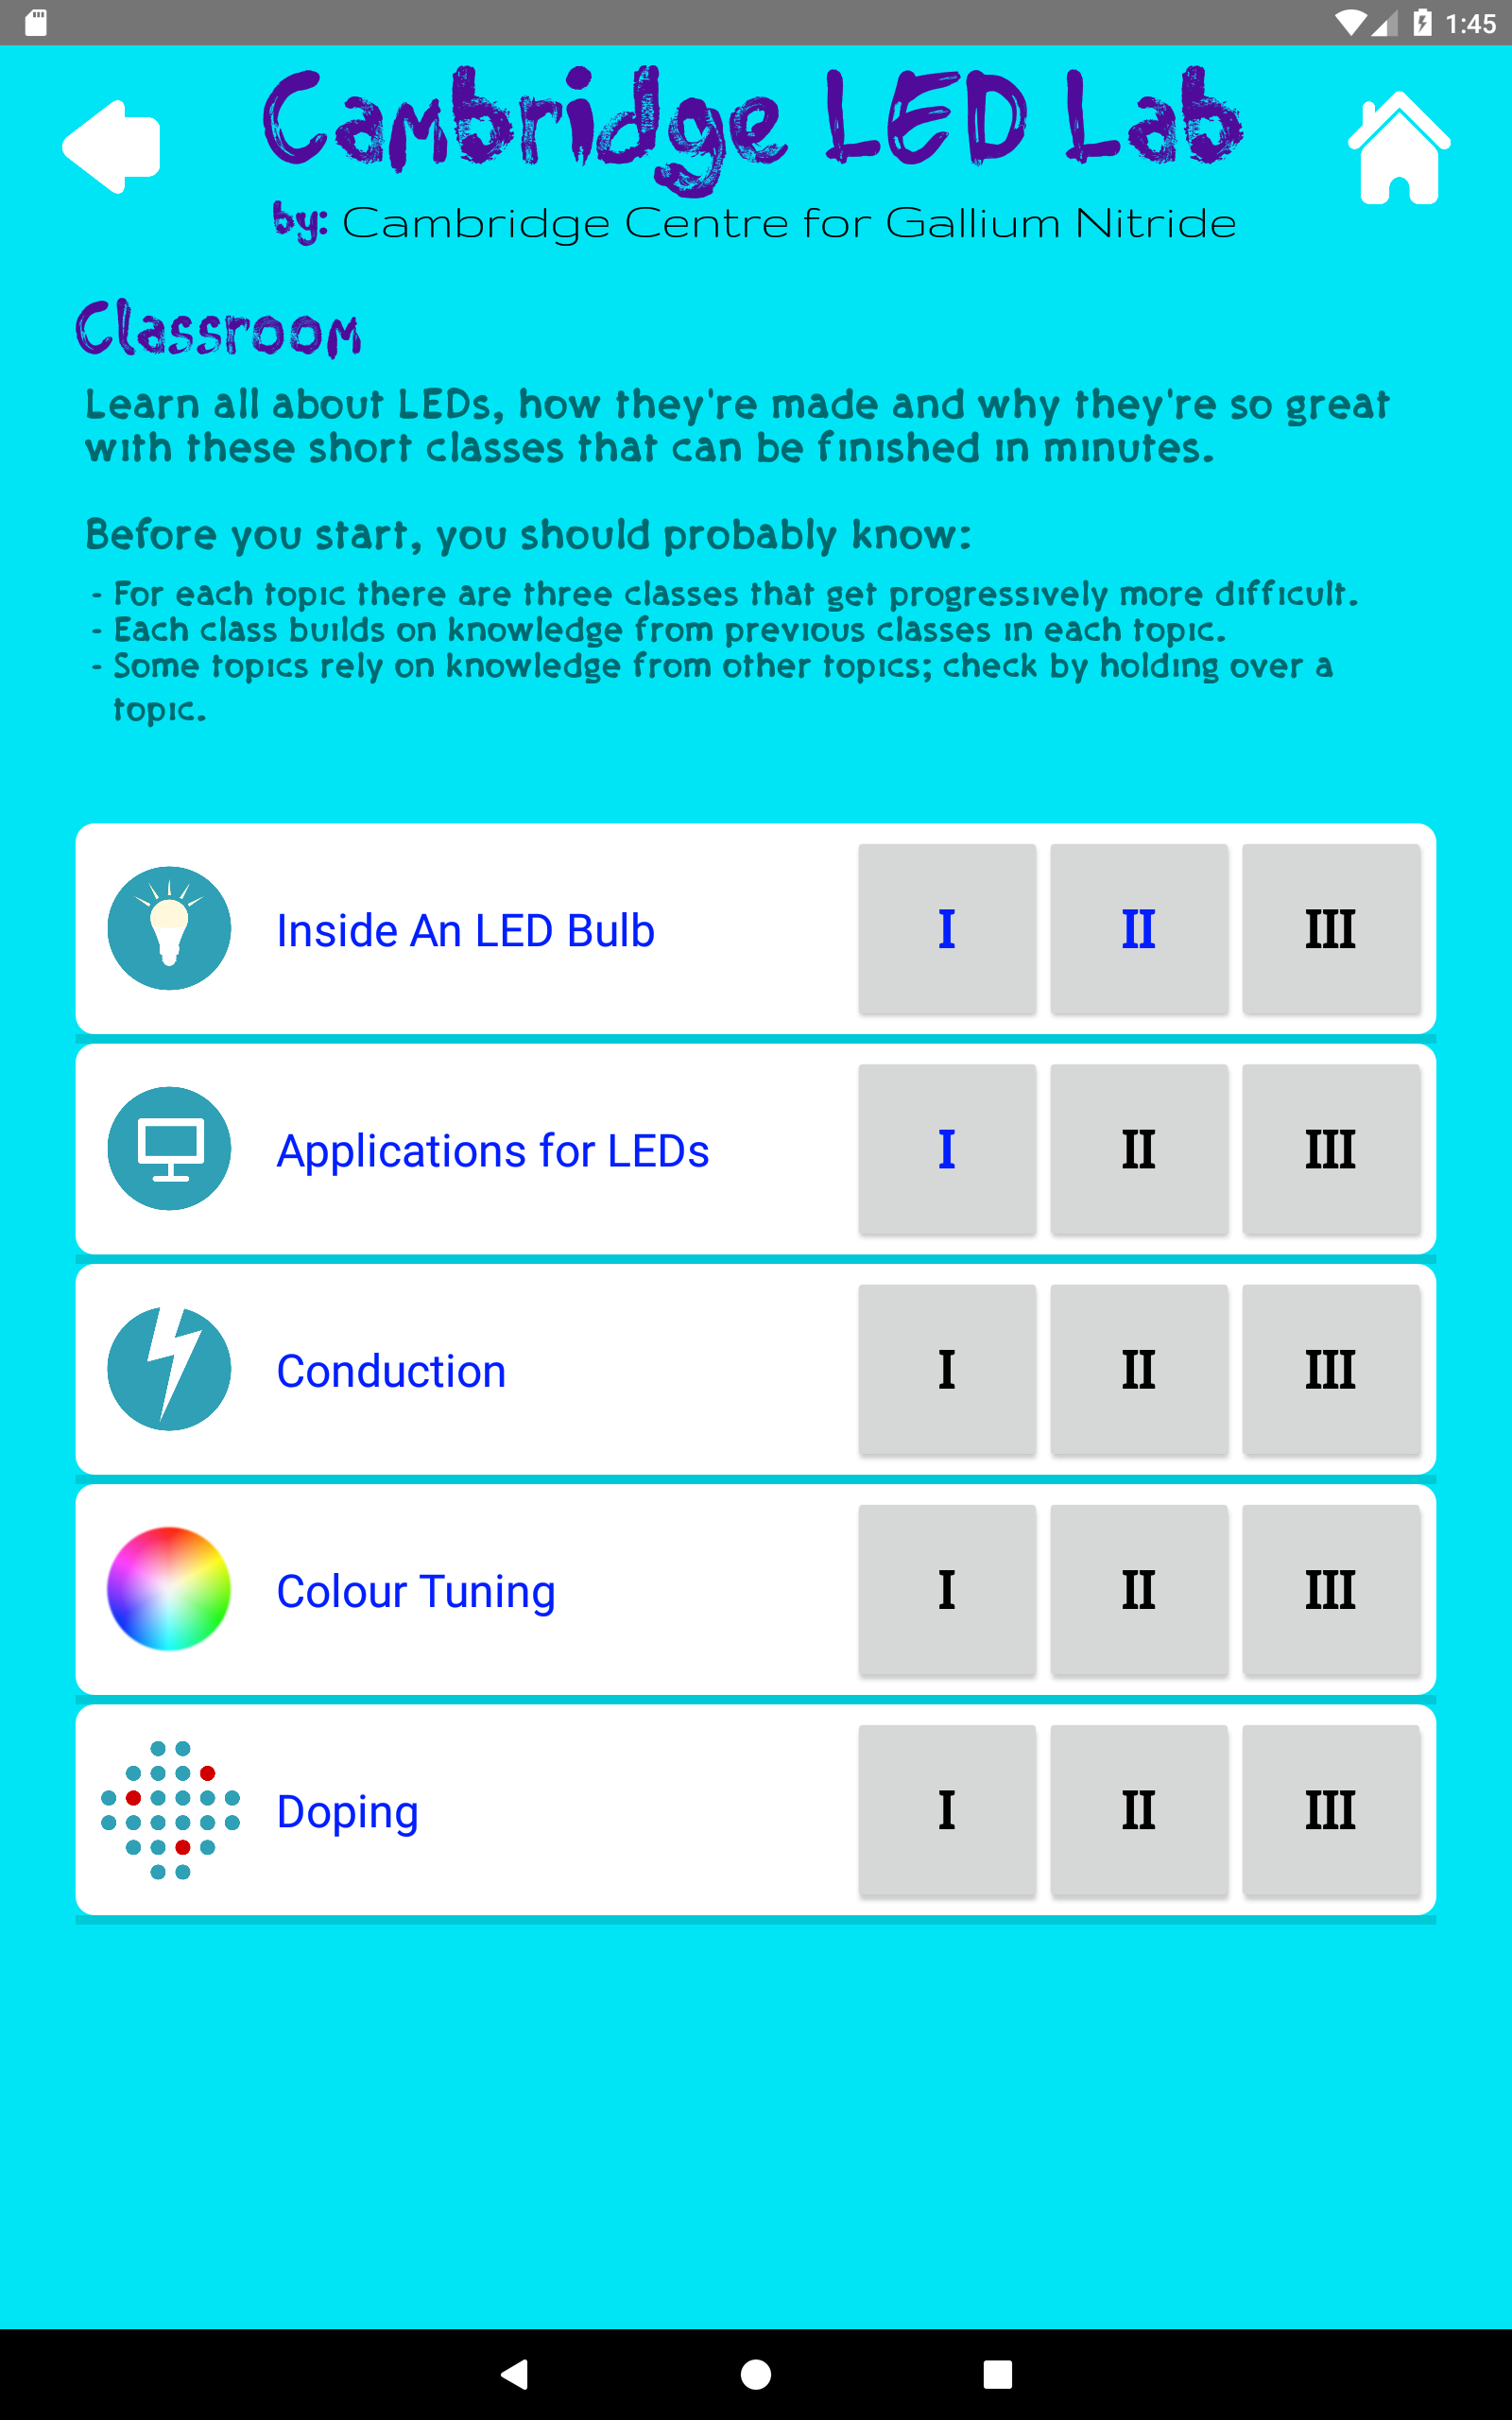 1:45
Cambridge LED Lab
by: Cambridge Centre for Gallium Nitride
Classroom
Learn all about LEDs, how they're made and why they're so great
with these short classes that can be finished in minutes.
Before you start, you should probably know:
- For each topic there are three classes that get progressively more difficult.
- Each class builds on knowledge from previous classes in each topic.
- Some topics rely on knowledge from other topics; check by holding over a
topic.
Inside An LED Bulb I II III
Applications for LEDs I II III
Conduction I II III
Colour Tuning I II III
Doping I II III